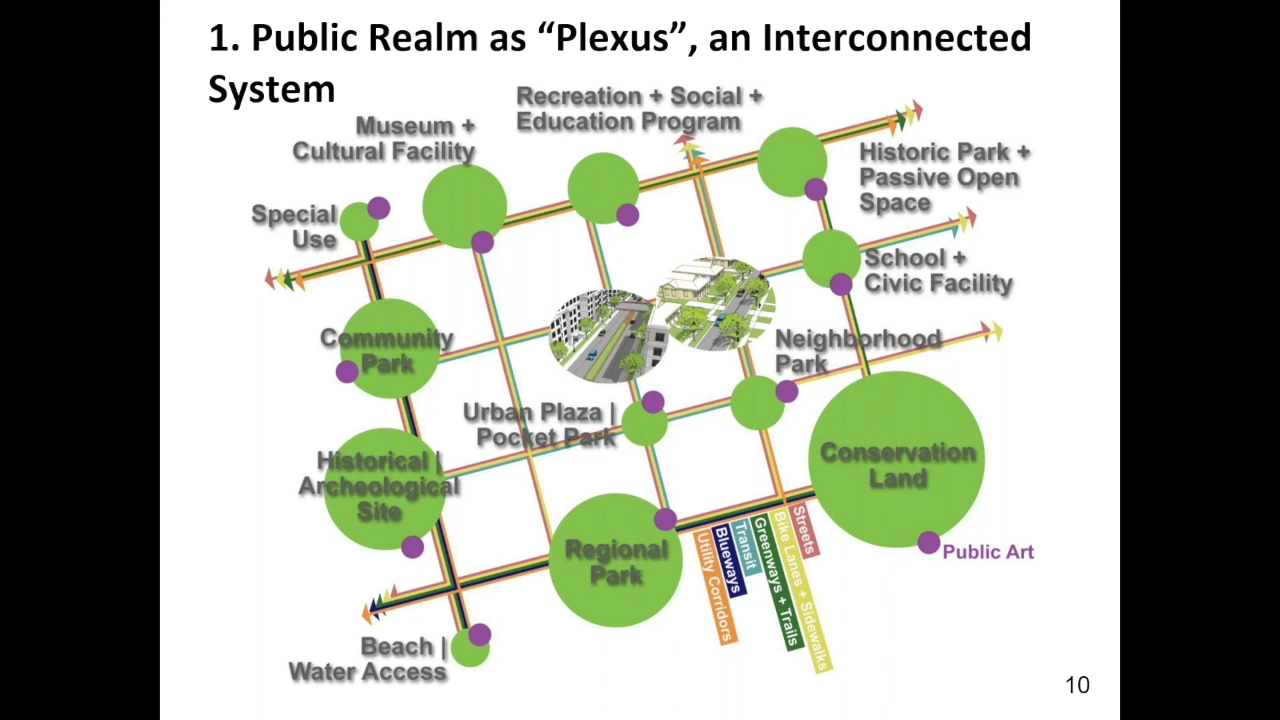 1. Public Realm as “Plexus”, an Interconnected
System
Recreation + Social +
Education Program
Museum +
Cultural Facility
Historic Park +
Passive Open
Space
Special
Use
School +
Civic Facility
Community
Park
Neighborhood
Park
Urban Plaza |
Pocket Park
Historical |
Archeological
Site
Conservation
Land
Regional
Park
Utility Corridors
Blueways
Transit
Greenways + Trails
Bike Lanes + Sidewalks
Streets
Public Art
Beach |
Water Access
10